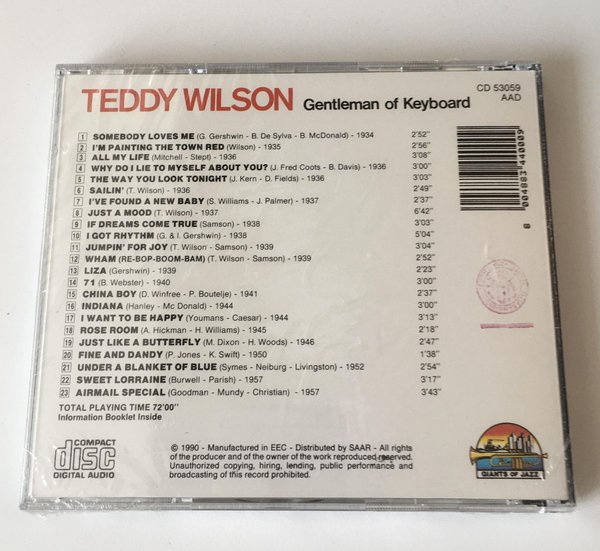 TEDDY WILSON Gentleman of Keyboard
CD 53059
AAD
1 SOMEBODY LOVES ME (G. Gershwin - B. De Sylva - B. McDonald) - 1934 2'52''
2 I'M PAINTING THE TOWN RED (Wilson) - 1935 2'56''
3 ALL MY LIFE (Mitchell - Stept) - 1936 3'08''
4 WHY DO I LIE TO MYSELF ABOUT YOU? (J. Fred Coots - B. Davis) - 1936 3'00''
5 THE WAY YOU LOOK TONIGHT (J. Kern - D. Fields) - 1936 3'03''
6 SAILIN' (T. Wilson) - 1936 2'49''
7 I'VE FOUND A NEW BABY (S. Williams - J. Palmer) - 1937 2'37''
8 JUST A MOOD (T. Wilson) - 1937 6'42''
9 IF DREAMS COME TRUE (Samson) - 1938 3'03''
10 I GOT RHYTHM (G. & I. Gershwin) - 1938 5'04''
11 JUMPIN' FOR JOY (T. Wilson - Samson) - 1939 3'04''
12 WHAM (RE-BOP-BOOM-BAM) (T. Wilson - Samson) - 1939 2'52''
13 LIZA (Gershwin) - 1939 2'23''
14 71 (B. Webster) - 1940 3'00''
15 CHINA BOY (D. Winfree - P. Boutelje) - 1941 2'37''
16 INDIANA (Hanley - Mc Donald) - 1944 3'00''
17 I WANT TO BE HAPPY (Youmans - Caesar) - 1944 3'13''
18 ROSE ROOM (A. Hickman - H. Williams) - 1945 2'18''
19 JUST LIKE A BUTTERFLY (M. Dixon - H. Woods) - 1946 2'47''
20 FINE AND DANDY (P. Jones - K. Swift) - 1950 1'38''
21 UNDER A BLANKET OF BLUE (Symes - Neiburg - Livingston) - 1952 2'54''
22 SWEET LORRAINE (Burwell - Parish) - 1957 3'17''
23 AIRMAIL SPECIAL (Goodman - Mundy - Christian) - 1957 3'43''
TOTAL PLAYING TIME 72'00''
Information Booklet Inside
8 004883 440009
COMPACT
disc
DIGITAL AUDIO
© 1990 - Manufactured in EEC - Distributed by SAAR - All rights
of the producer and of the owner of the work reproduced reserved.
Unauthorized copying, hiring, lending, public performance and
broadcasting of this record prohibited.
GIANTS OF JAZZ